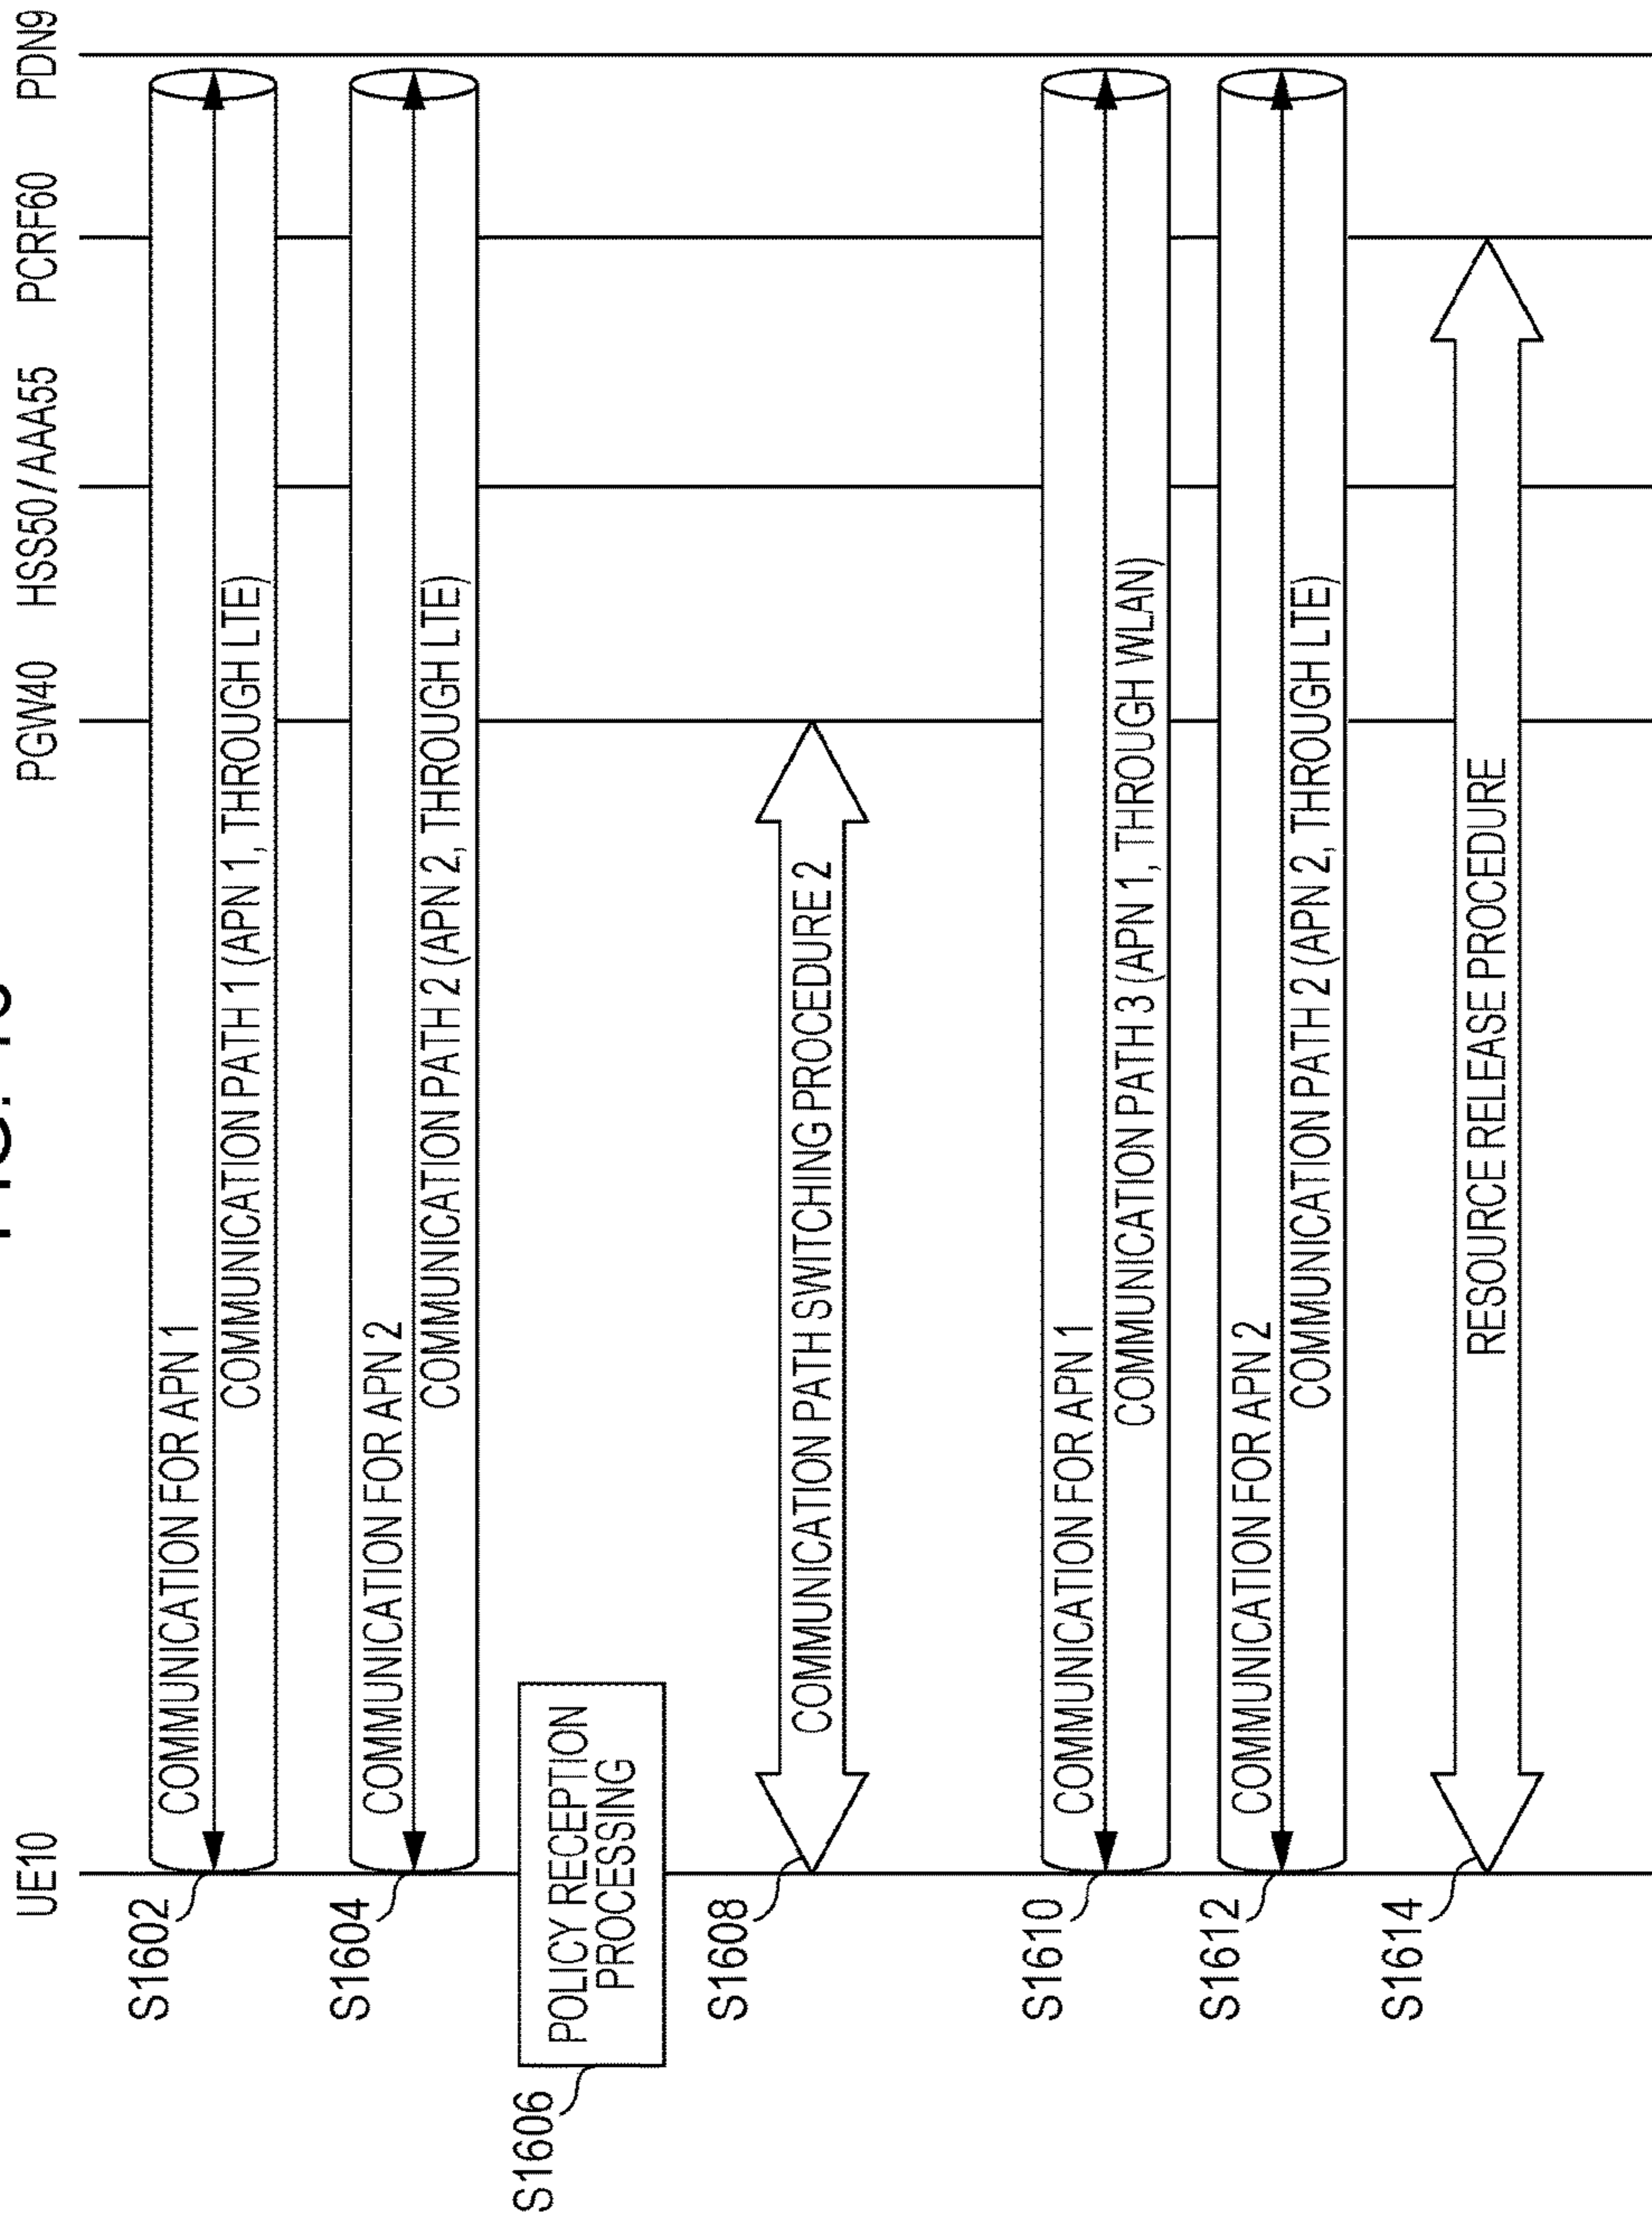 UE10
PGW40
HSS50/AAA55
PCRF60
PDN9
S1602
COMMUNICATION FOR APN 1
COMMUNICATION PATH 1 (APN 1, THROUGH LTE)
S1604
COMMUNICATION FOR APN 2
COMMUNICATION PATH 2 (APN 2, THROUGH LTE)
S1606
POLICY RECEPTION
PROCESSING
S1608
COMMUNICATION PATH SWITCHING PROCEDURE 2
S1610
COMMUNICATION FOR APN 1
COMMUNICATION PATH 3 (APN 1, THROUGH WLAN)
S1612
COMMUNICATION FOR APN 2
COMMUNICATION PATH 2 (APN 2, THROUGH LTE)
S1614
RESOURCE RELEASE PROCEDURE